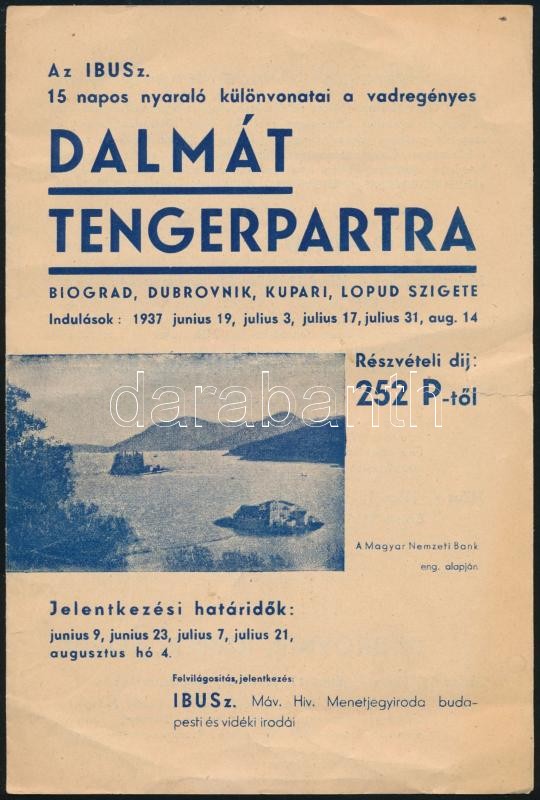 Az IBUSz.
15 napos nyaraló különvonatai a vadregényes
DALMÁT
TENGERPARTRA
BIOGRAD, DUBROVNIK, KUPARI, LOPUD SZIGETE
Indulások: 1937 junius 19, julius 3, julius 17, julius 31, aug. 14
Részvételi dij:
252 P-től
darabanth
A Magyar Nemzeti Bank
eng. alapján
Jelentkezési határidők:
junius 9, junius 23, julius 7, julius 21,
augusztus hó 4.
Felvilágositás, jelentkezés:
IBUSz. Máv. Hiv. Menetjegyiroda buda-
pesti és vidéki irodái